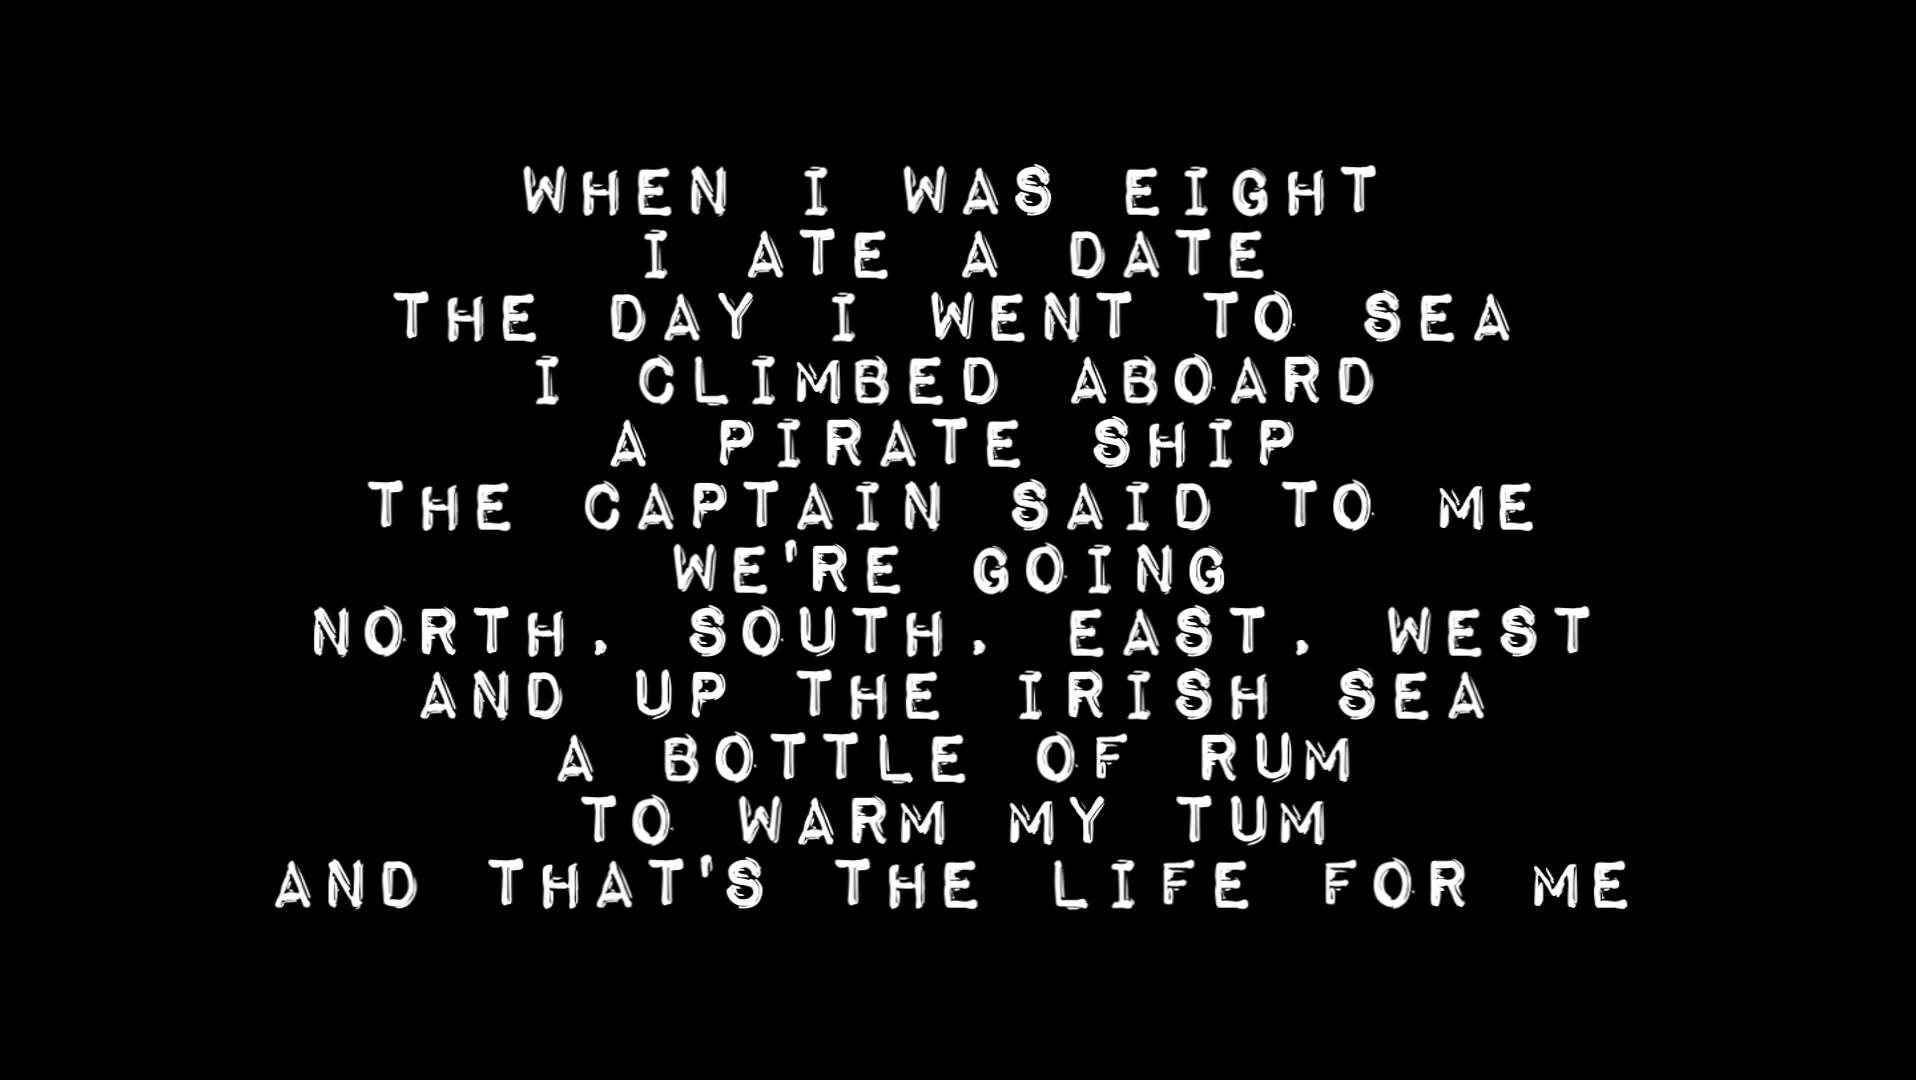 WHEN I WAS EIGHT
I ATE A DATE
THE DAY I WENT TO SEA
I CLIMBED ABOARD
A PIRATE SHIP
THE CAPTAIN SAID TO ME
WE'RE GOING
NORTH, SOUTH, EAST, WEST
AND UP THE IRISH SEA
A BOTTLE OF RUM
TO WARM MY TUM
AND THAT'S THE LIFE FOR ME